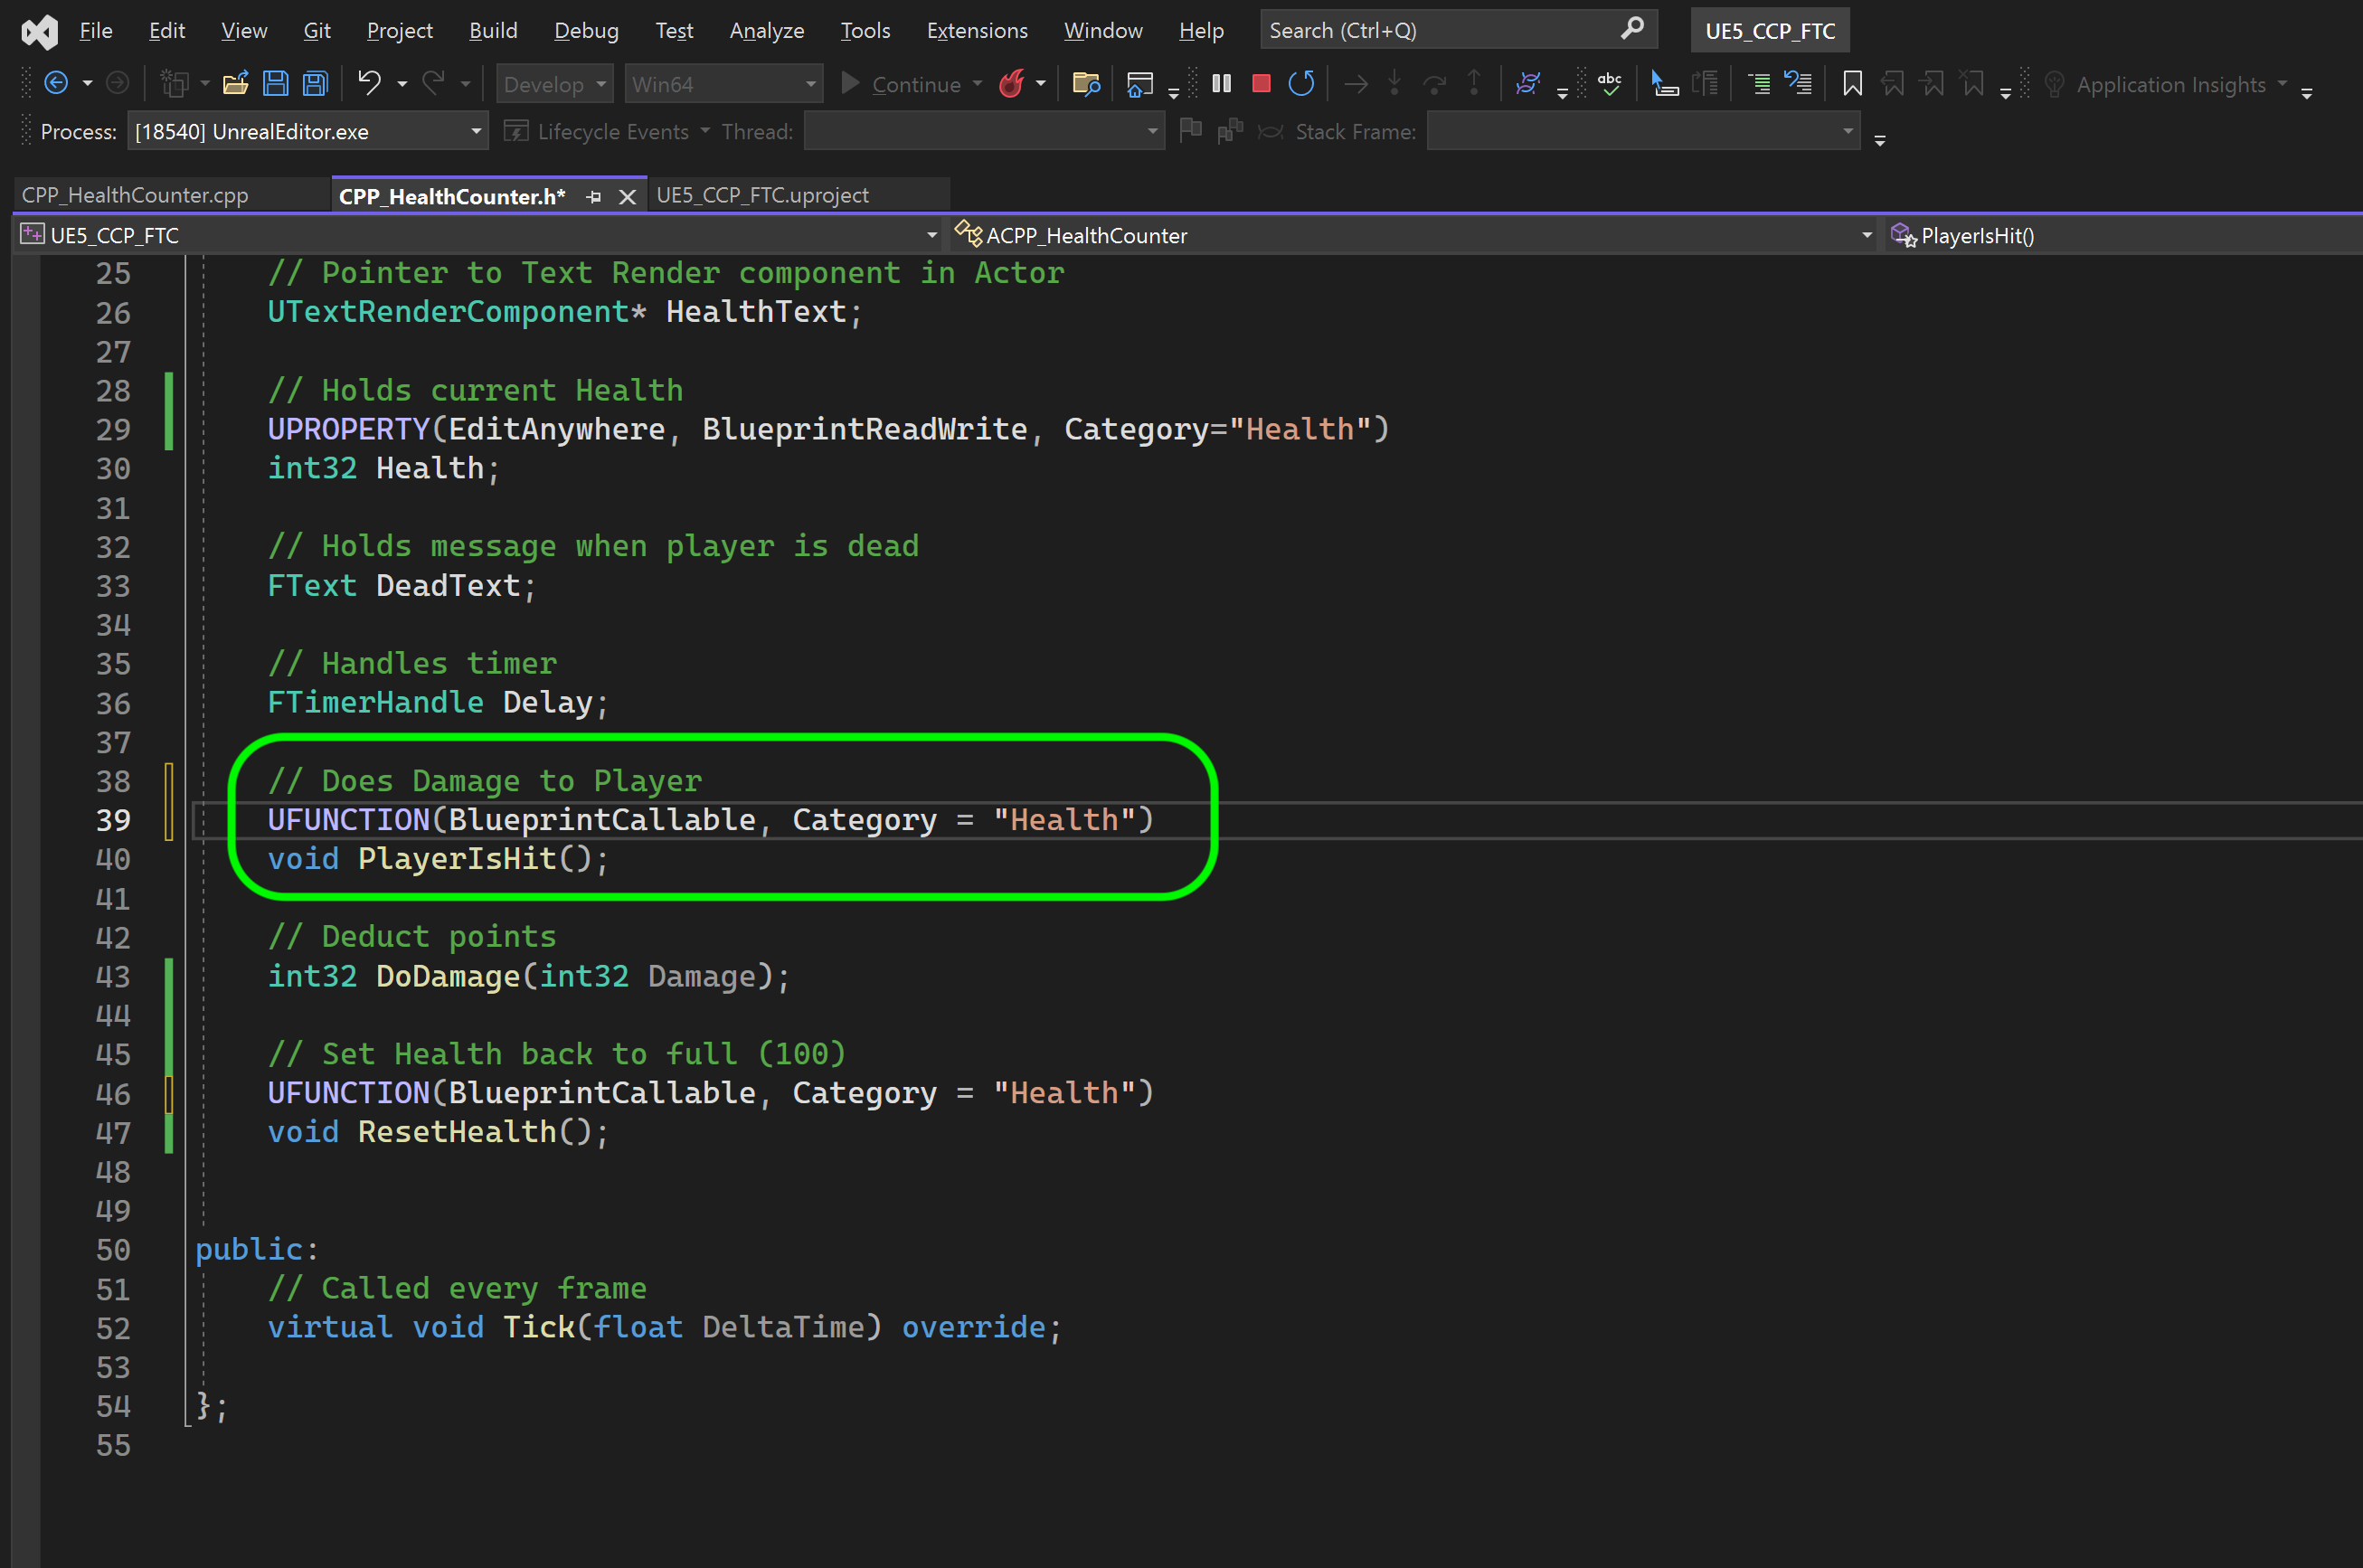 File Edit View Git Project Build Debug Test Analyze Tools Extensions Window Help Search (Ctrl+Q) UE5_CCP_FTC
Develop Win64 Continue abc Application Insights
Process: [18540] UnrealEditor.exe Lifecycle Events Thread: Stack Frame:
CPP_HealthCounter.cpp CPP_HealthCounter.h* UE5_CCP_FTC.uproject
UE5_CCP_FTC ACPP_HealthCounter PlayerIsHit()
25 // Pointer to Text Render component in Actor
26 UTextRenderComponent* HealthText;
27
28 // Holds current Health
29 UPROPERTY(EditAnywhere, BlueprintReadWrite, Category="Health")
30 int32 Health;
31
32 // Holds message when player is dead
33 FText DeadText;
34
35 // Handles timer
36 FTimerHandle Delay;
37
38 // Does Damage to Player
39 UFUNCTION(BlueprintCallable, Category = "Health")
40 void PlayerIsHit();
41
42 // Deduct points
43 int32 DoDamage(int32 Damage);
44
45 // Set Health back to full (100)
46 UFUNCTION(BlueprintCallable, Category = "Health")
47 void ResetHealth();
48
49
50 public:
51 // Called every frame
52 virtual void Tick(float DeltaTime) override;
53
54 };
55